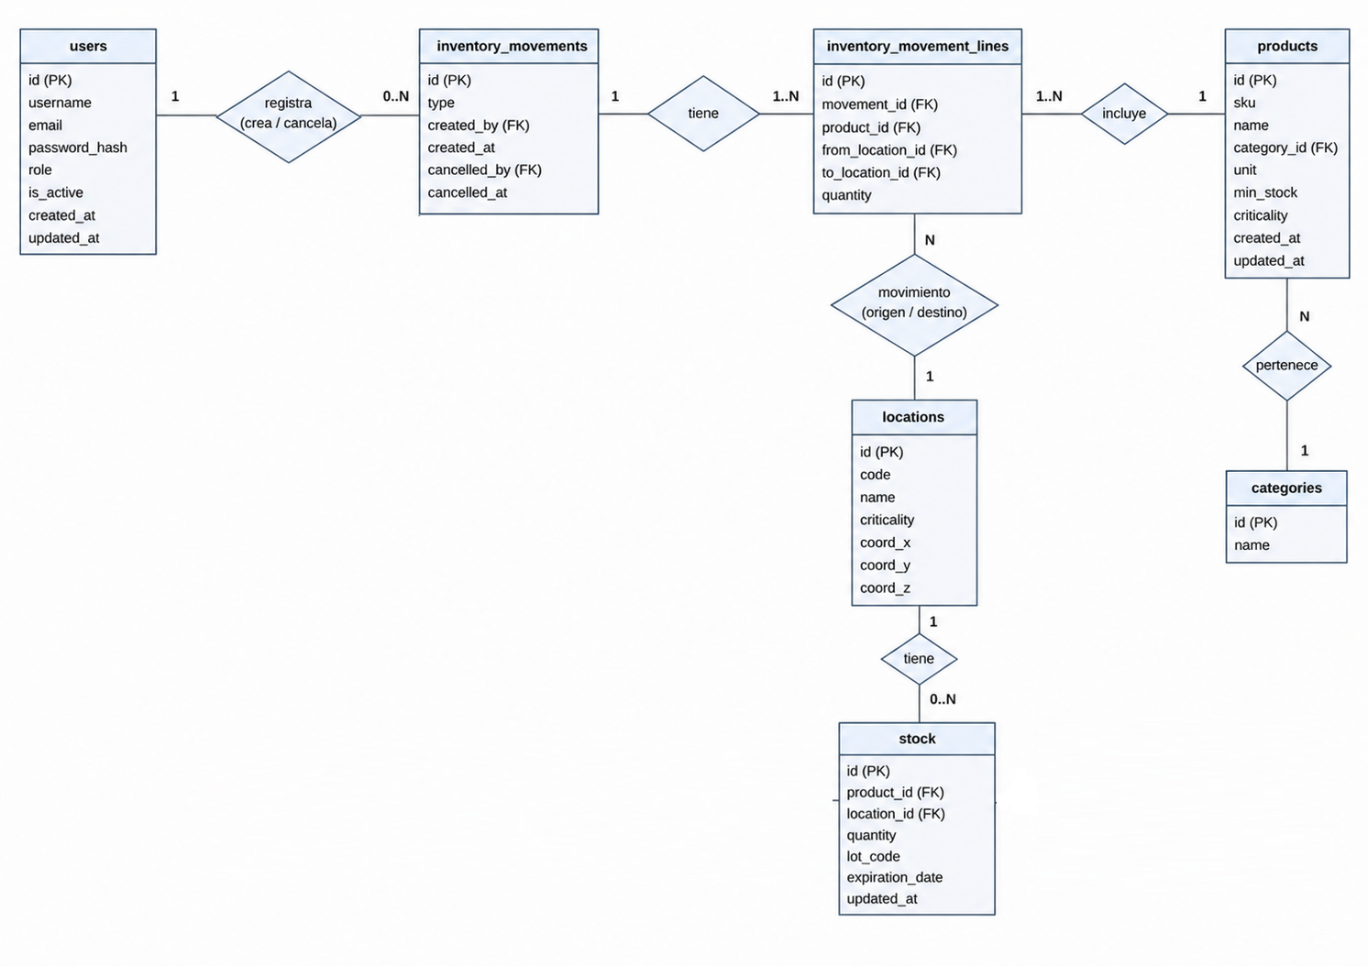 users
id (PK)
username
email
password_hash
role
is_active
created_at
updated_at
1
registra
(crea / cancela)
0..N
inventory_movements
id (PK)
type
created_by (FK)
created_at
cancelled_by (FK)
cancelled_at
1
tiene
1..N
inventory_movement_lines
id (PK)
movement_id (FK)
product_id (FK)
from_location_id (FK)
to_location_id (FK)
quantity
1..N
incluye
1
products
id (PK)
sku
name
category_id (FK)
unit
min_stock
criticality
created_at
updated_at
N
movimiento
(origen / destino)
1
N
pertenece
1
locations
id (PK)
code
name
criticality
coord_x
coord_y
coord_z
categories
id (PK)
name
1
tiene
0..N
stock
id (PK)
product_id (FK)
location_id (FK)
quantity
lot_code
expiration_date
updated_at